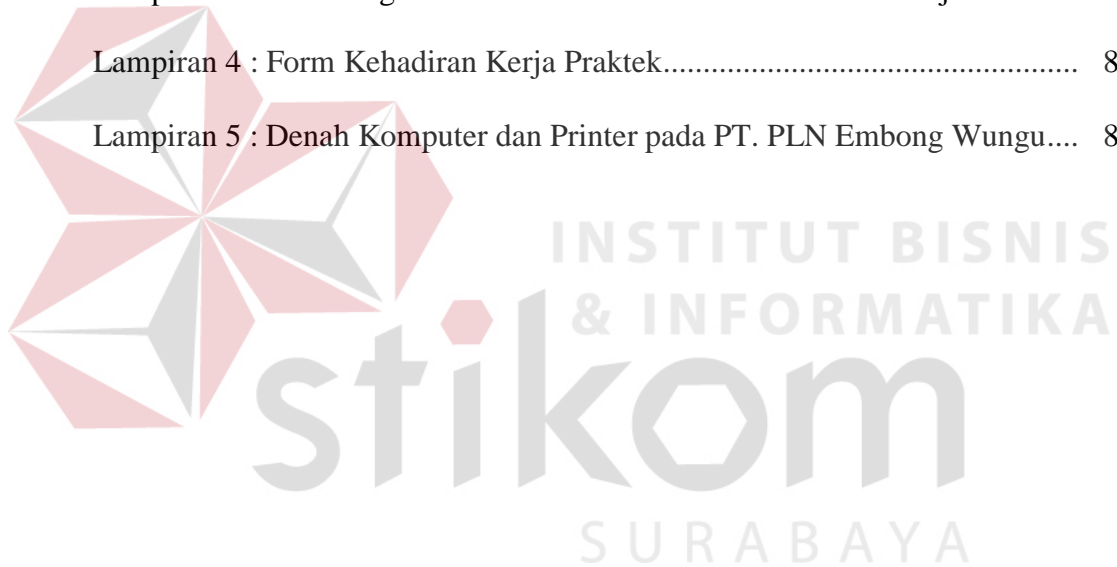 Lampiran 4 : Form Kehadiran Kerja Praktek.................................................... 8
Lampiran 5 : Denah Komputer dan Printer pada PT. PLN Embong Wungu.... 8
INSTITUT BISNIS
& INFORMATIKA
stikom
SURABAYA